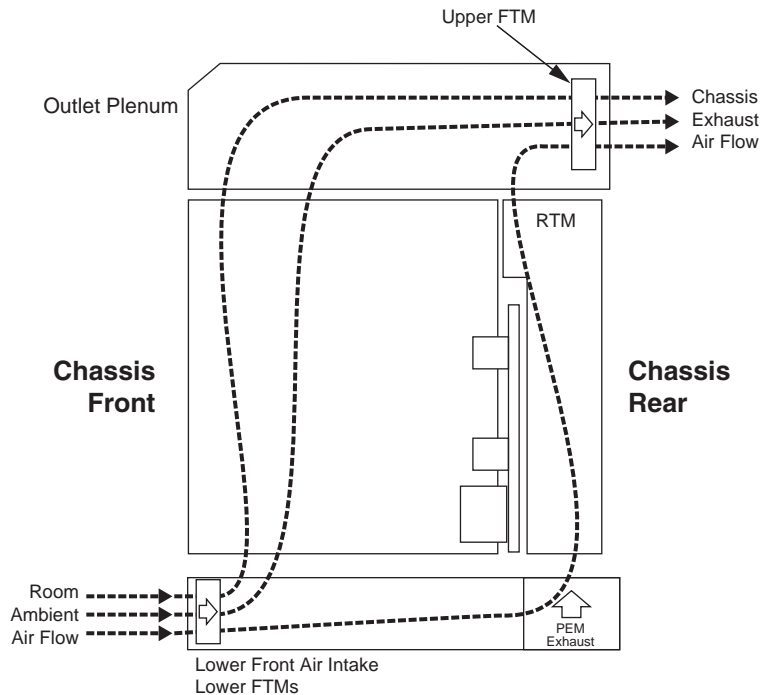 Upper FTM
Outlet Plenum
Chassis
Exhaust
Air Flow
RTM
Chassis
Front
Chassis
Rear
Room
Ambient
Air Flow
PEM
Exhaust
Lower Front Air Intake
Lower FTMs